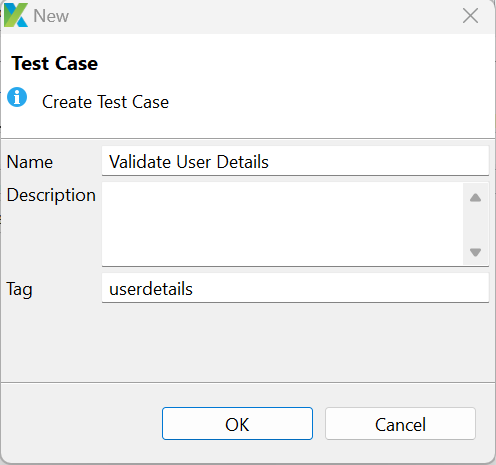 New
Test Case
Create Test Case
Name Validate User Details
Description
Tag userdetails
OK Cancel